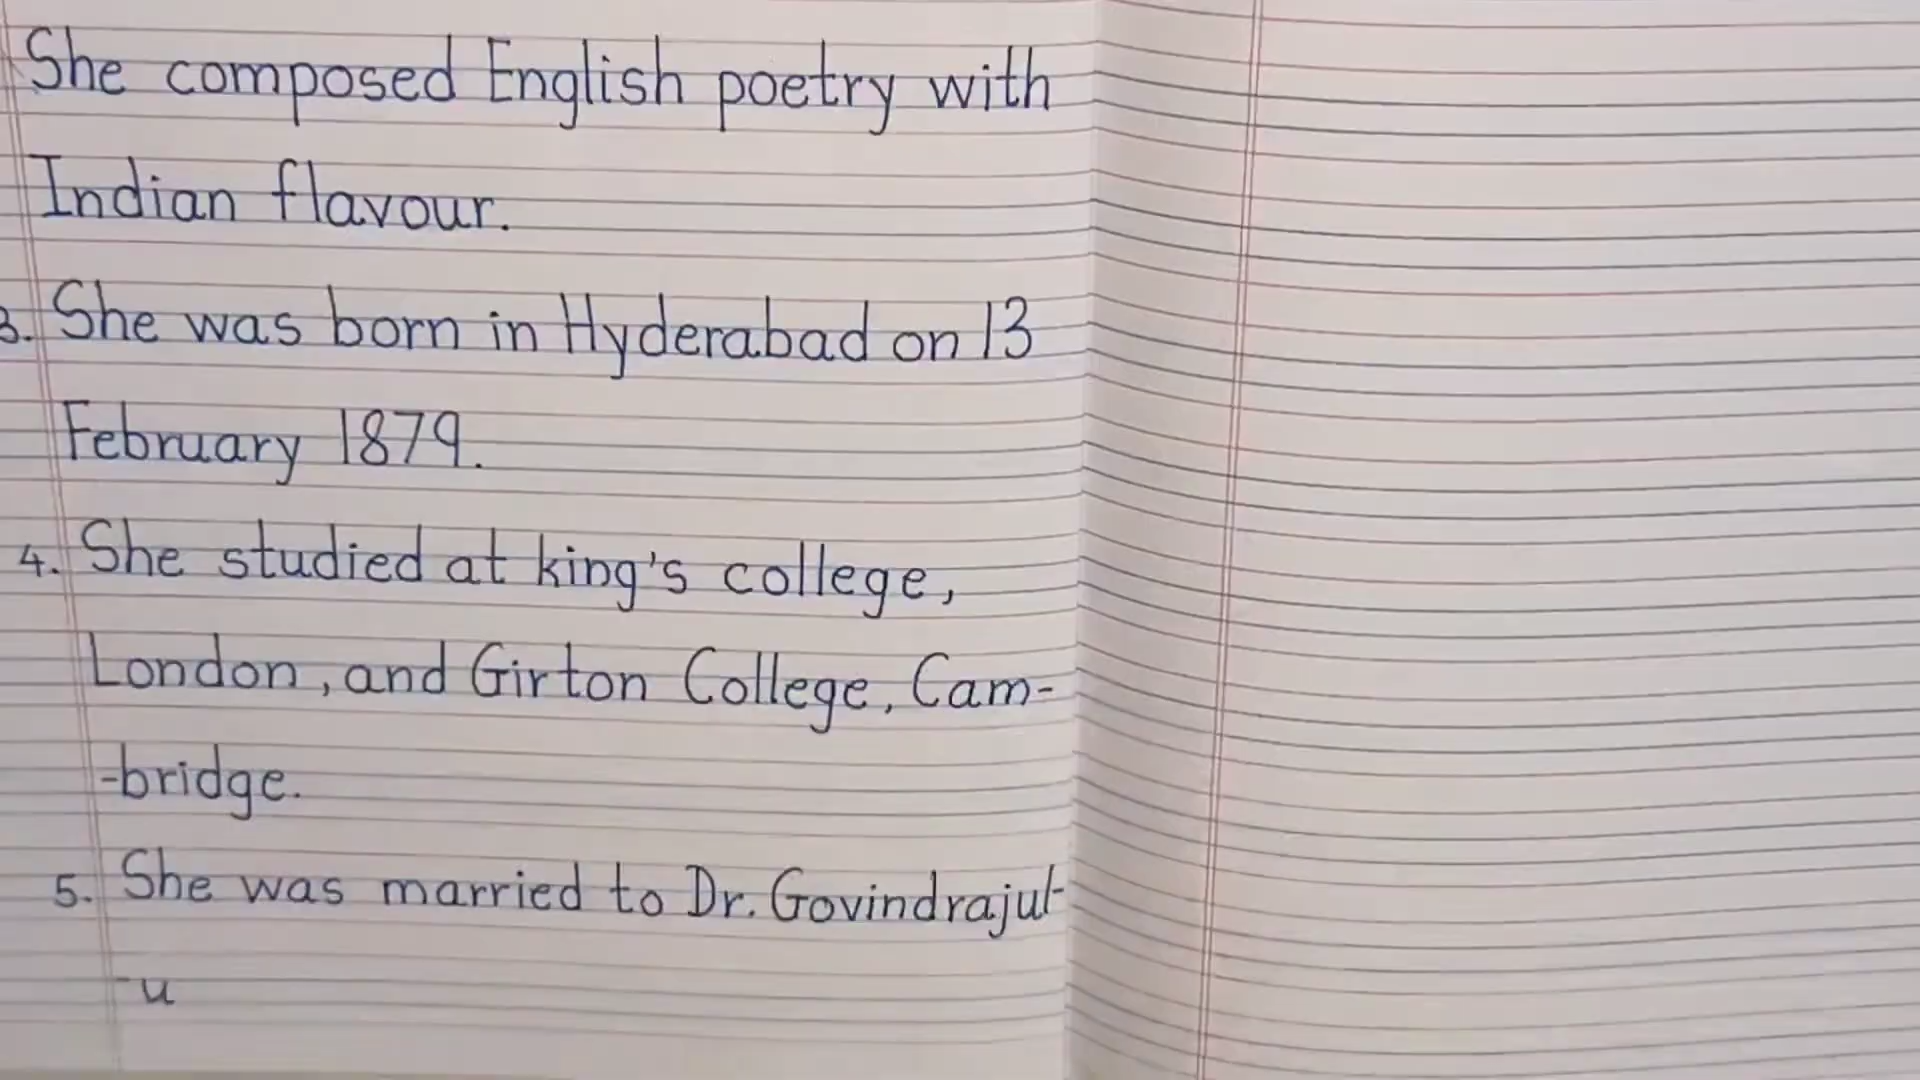 She composed English poetry with
Indian flavour.
3. She was born in Hyderabad on 13
February 1879.
4. She studied at king's college,
London, and Girton College, Cam-
-bridge.
5. She was married to Dr. Govindrajul-
-u